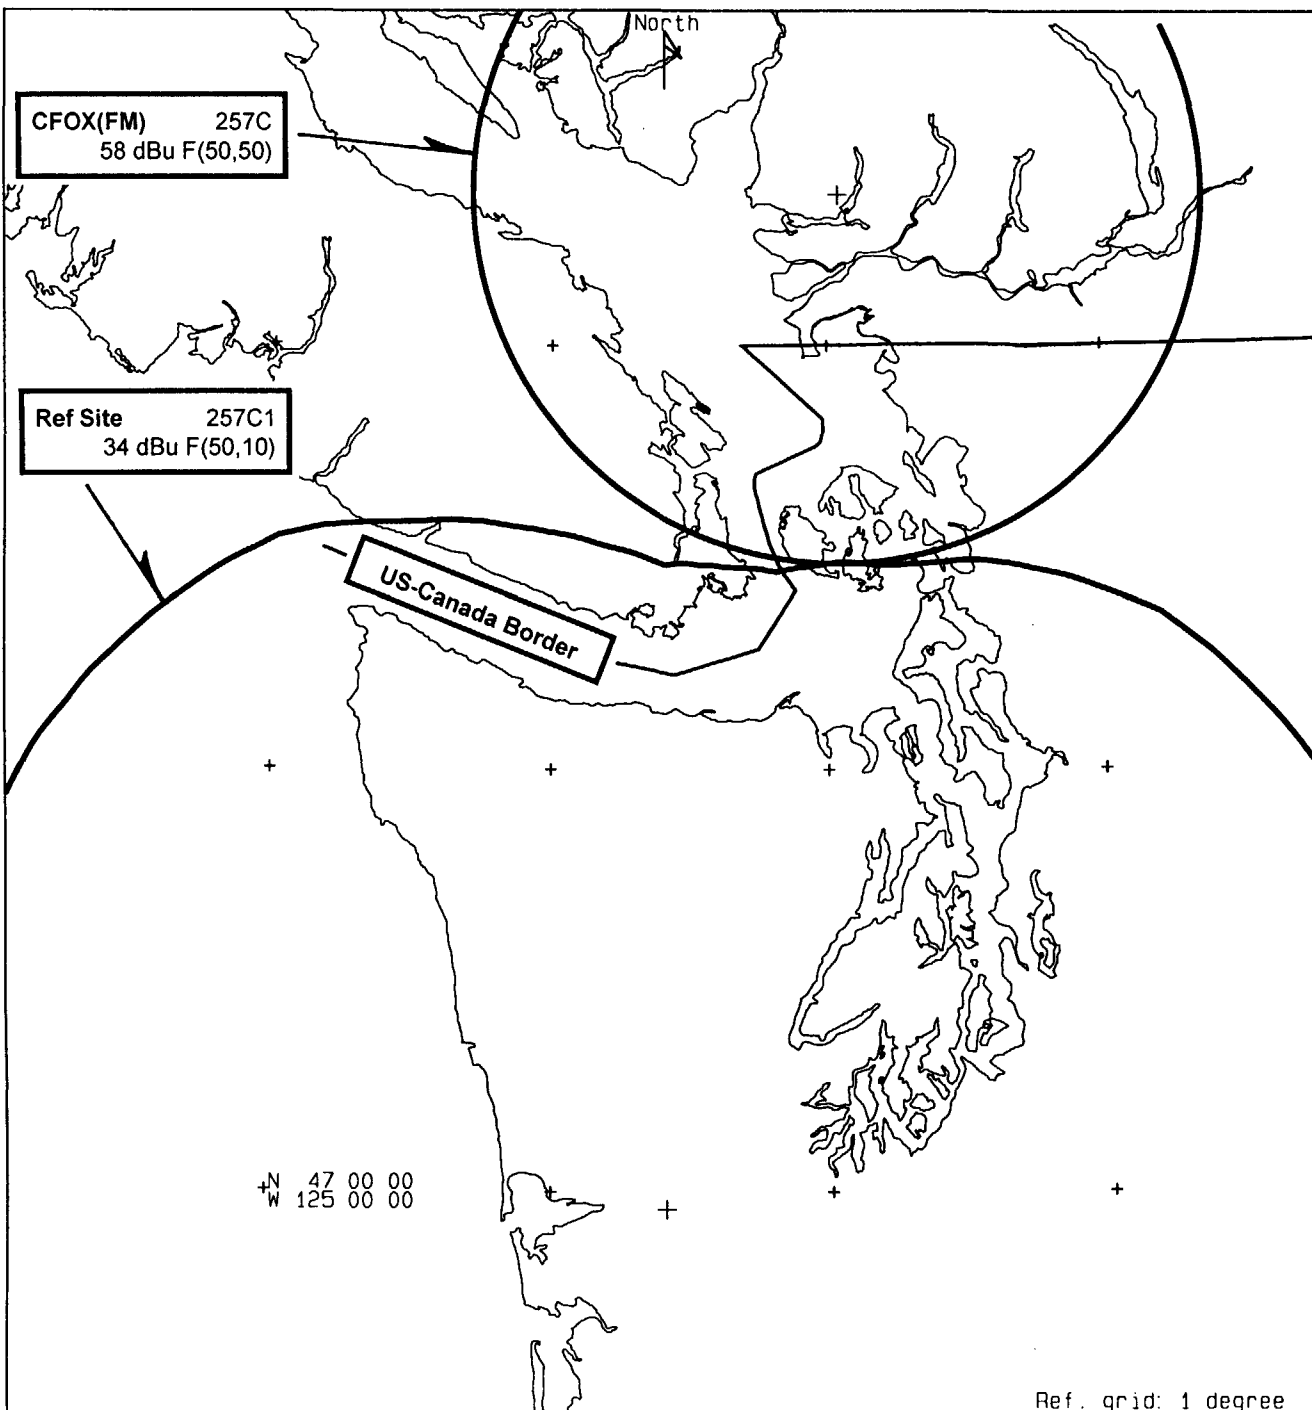 North
CFOX(FM) 257C
58 dBu F(50,50)
Ref Site 257C1
34 dBu F(50,10)
US-Canada Border
N 47 00 00
W 125 00 00
Ref. grid: 1 degree